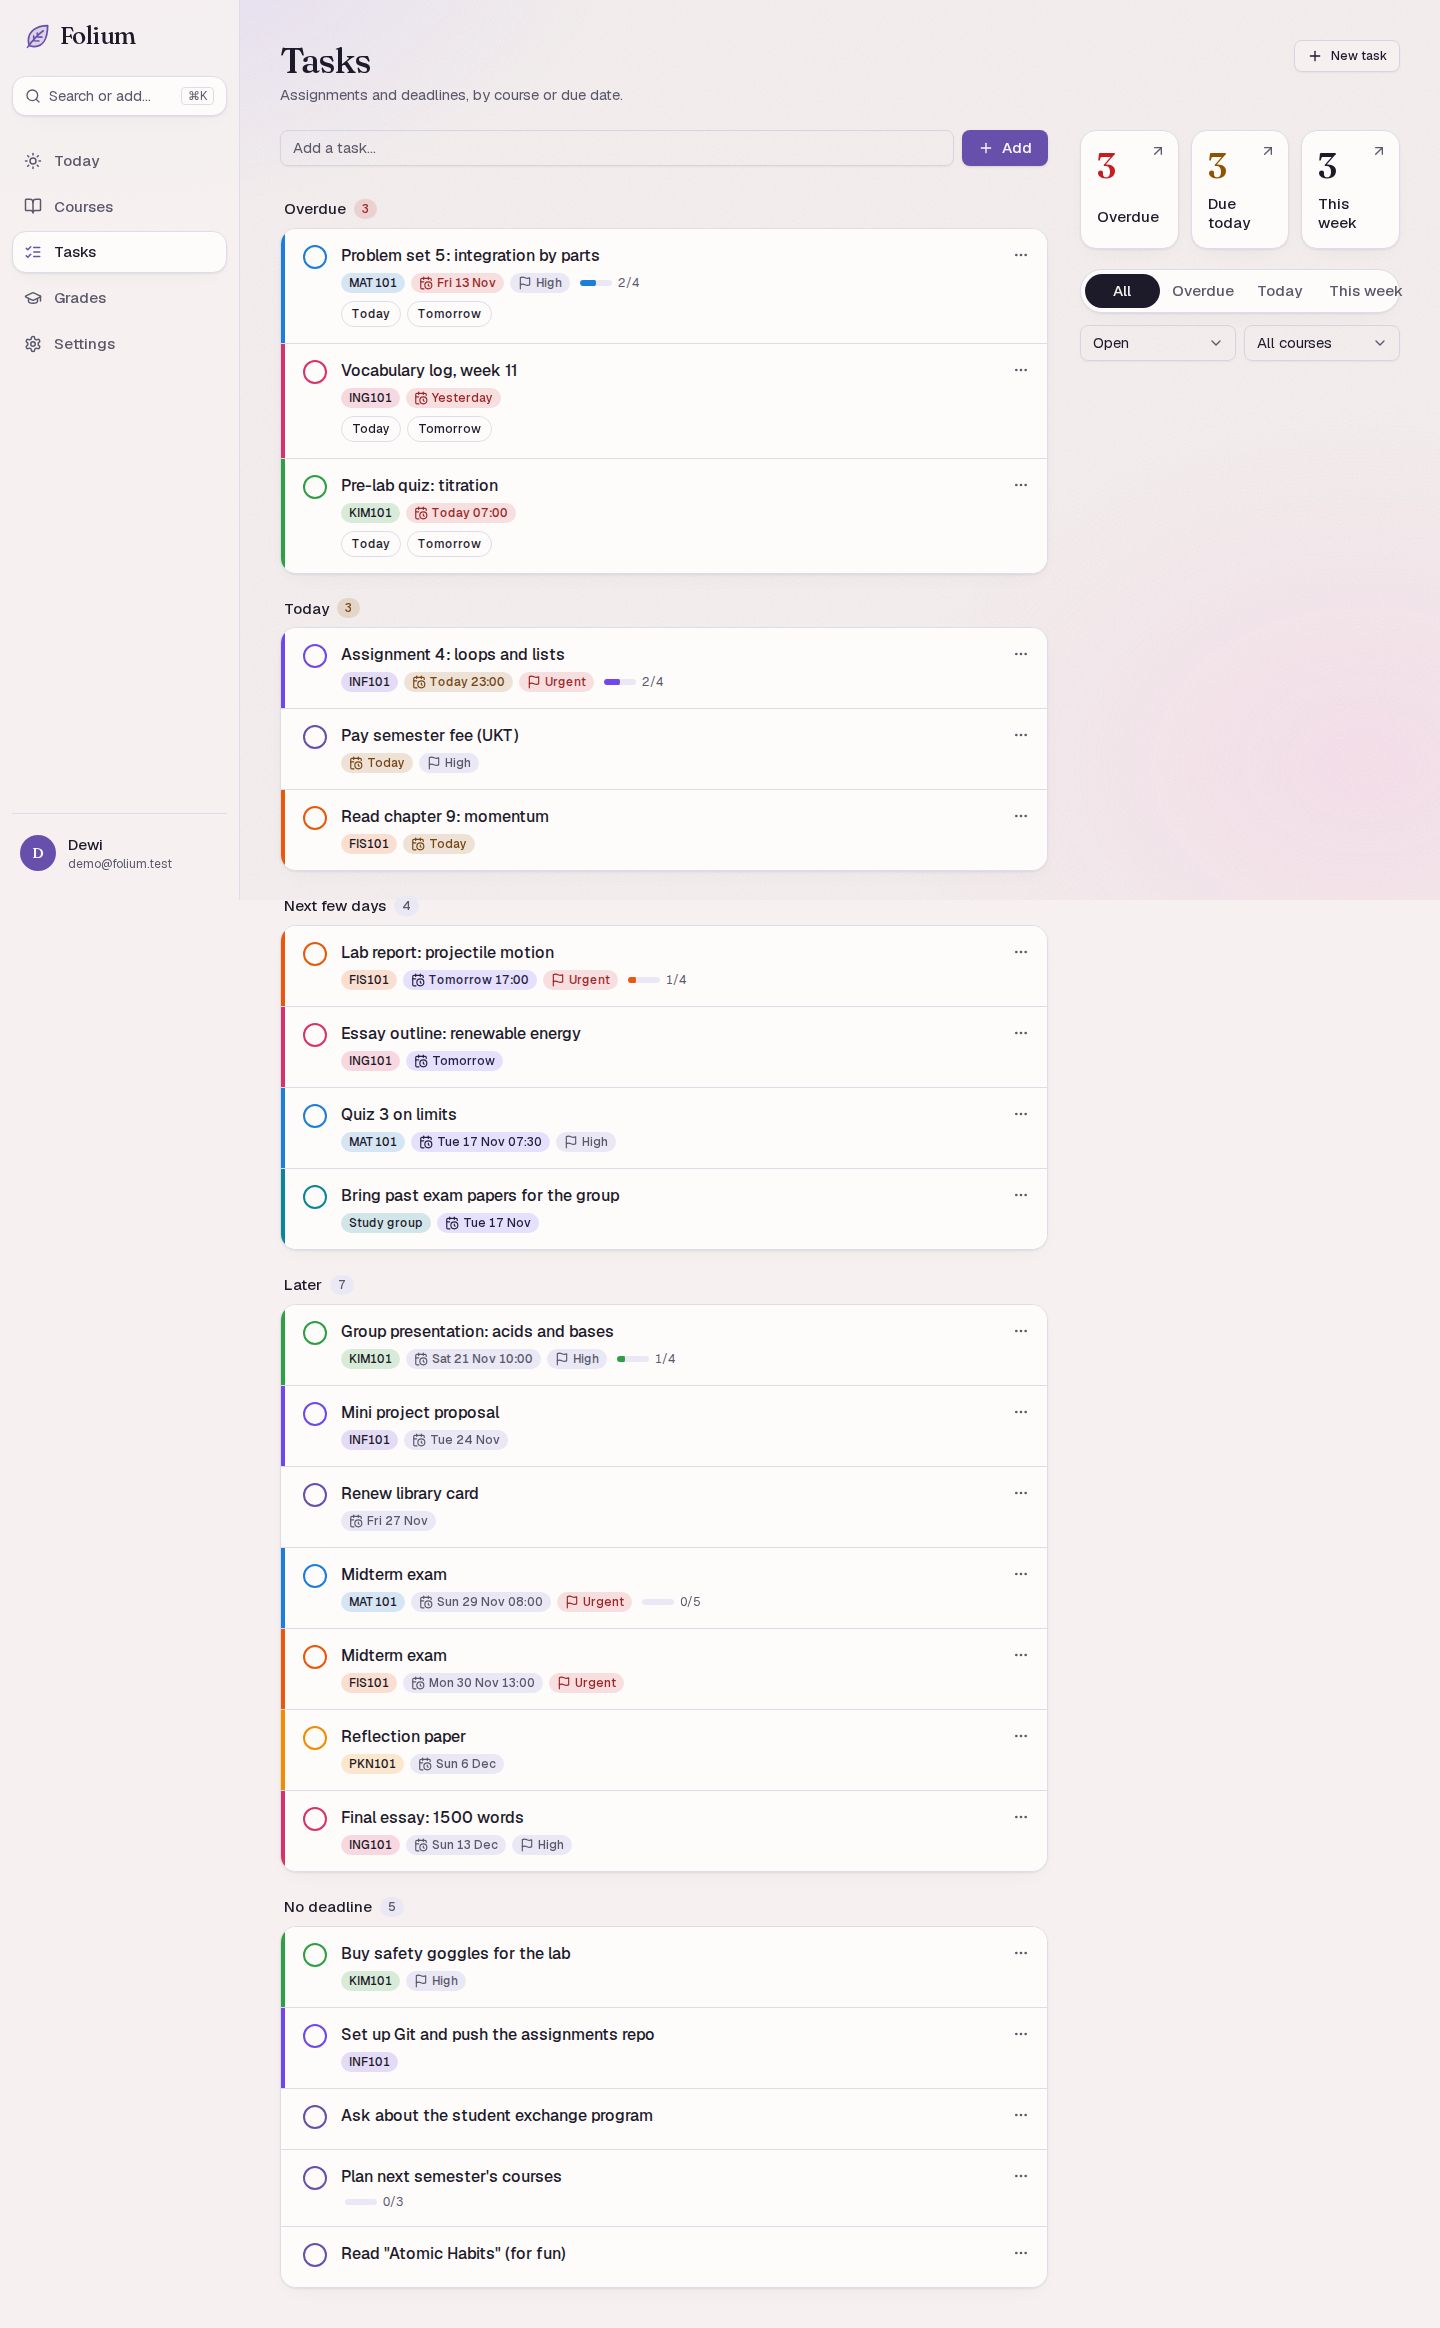 Folium
Search or add... ⌘K
Today
Courses
Tasks
Grades
Settings
D
Dewi
demo@folium.test
Tasks
Assignments and deadlines, by course or due date.
New task
Add a task...
Add
Overdue 3
Problem set 5: integration by parts
MAT101 Fri 13 Nov High 2/4
Today Tomorrow
Vocabulary log, week 11
ING101 Yesterday
Today Tomorrow
Pre-lab quiz: titration
KIM101 Today 07:00
Today Tomorrow
Today 3
Assignment 4: loops and lists
INF101 Today 23:00 Urgent 2/4
Pay semester fee (UKT)
Today High
Read chapter 9: momentum
FIS101 Today
Next few days 4
Lab report: projectile motion
FIS101 Tomorrow 17:00 Urgent 1/4
Essay outline: renewable energy
ING101 Tomorrow
Quiz 3 on limits
MAT101 Tue 17 Nov 07:30 High
Bring past exam papers for the group
Study group Tue 17 Nov
Later 7
Group presentation: acids and bases
KIM101 Sat 21 Nov 10:00 High 1/4
Mini project proposal
INF101 Tue 24 Nov
Renew library card
Fri 27 Nov
Midterm exam
MAT101 Sun 29 Nov 08:00 Urgent 0/5
Midterm exam
FIS101 Mon 30 Nov 13:00 Urgent
Reflection paper
PKN101 Sun 6 Dec
Final essay: 1500 words
ING101 Sun 13 Dec High
No deadline 5
Buy safety goggles for the lab
KIM101 High
Set up Git and push the assignments repo
INF101
Ask about the student exchange program
Plan next semester's courses
0/3
Read "Atomic Habits" (for fun)
3
Overdue
3
Due
today
3
This
week
All Overdue Today This week
Open All courses